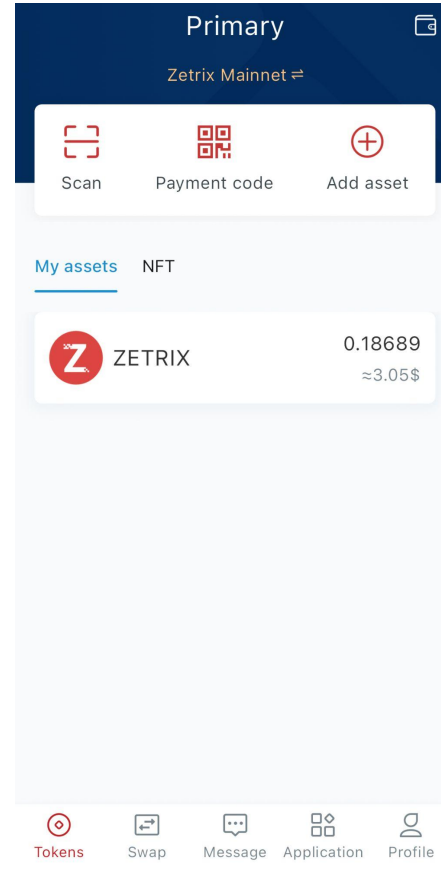 Primary
Zetrix Mainnet ⇌
Scan Payment code Add asset
My assets NFT
Z ZETRIX 0.18689
≈3.05$
Tokens Swap Message Application Profile